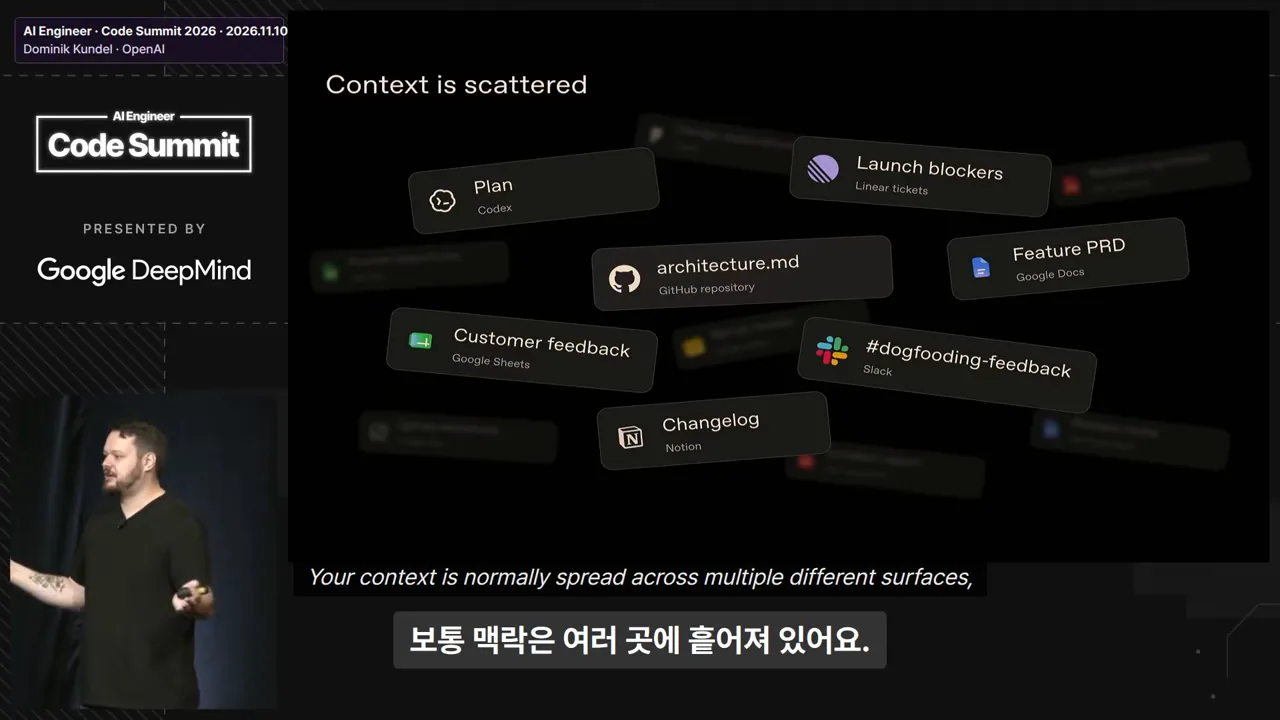 AI Engineer · Code Summit 2026 · 2026.11.10
Dominik Kundel · OpenAI
AI Engineer
Code Summit
PRESENTED BY
Google DeepMind
Context is scattered
Plan
Codex
Launch blockers
Linear tickets
architecture.md
GitHub repository
Feature PRD
Google Docs
Customer feedback
Google Sheets
#dogfooding-feedback
Slack
Changelog
Notion
Your context is normally spread across multiple different surfaces,
보통 맥락은 여러 곳에 흩어져 있어요.